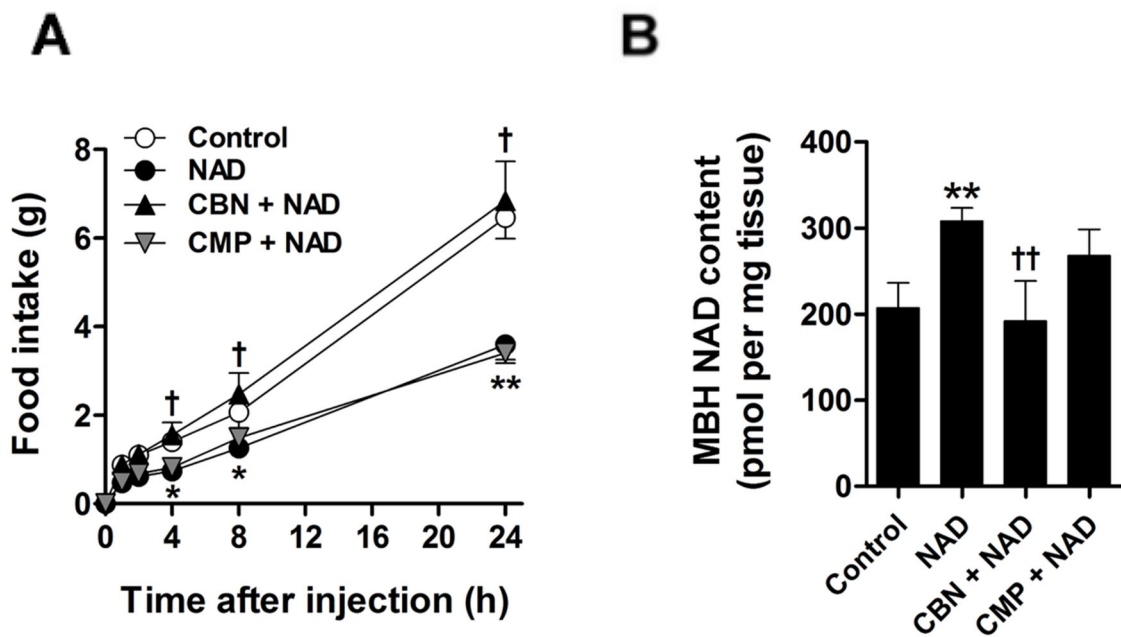 A
Control
NAD
CBN + NAD
CMP + NAD
8
6
4
2
0
Food intake (g)
†
†
†
*
*
**
0
4
8
12
16
20
24
Time after injection (h)
B
400
300
200
100
0
MBH NAD content
(pmol per mg tissue)
**
††
Control
NAD
CBN + NAD
CMP + NAD